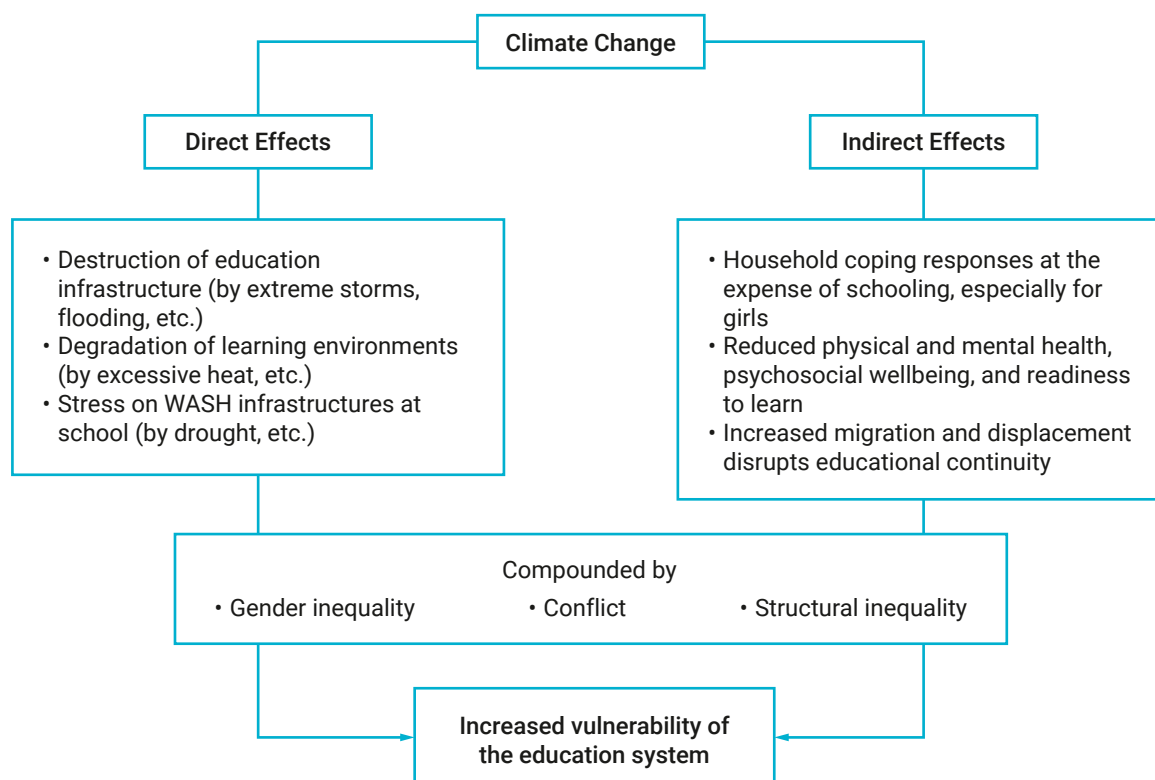 Climate Change
Direct Effects
Indirect Effects
• Destruction of education
infrastructure (by extreme storms,
flooding, etc.)
• Degradation of learning environments
(by excessive heat, etc.)
• Stress on WASH infrastructures at
school (by drought, etc.)
• Household coping responses at the
expense of schooling, especially for
girls
• Reduced physical and mental health,
psychosocial wellbeing, and readiness
to learn
• Increased migration and displacement
disrupts educational continuity
Compounded by
• Gender inequality • Conflict • Structural inequality
Increased vulnerability of
the education system